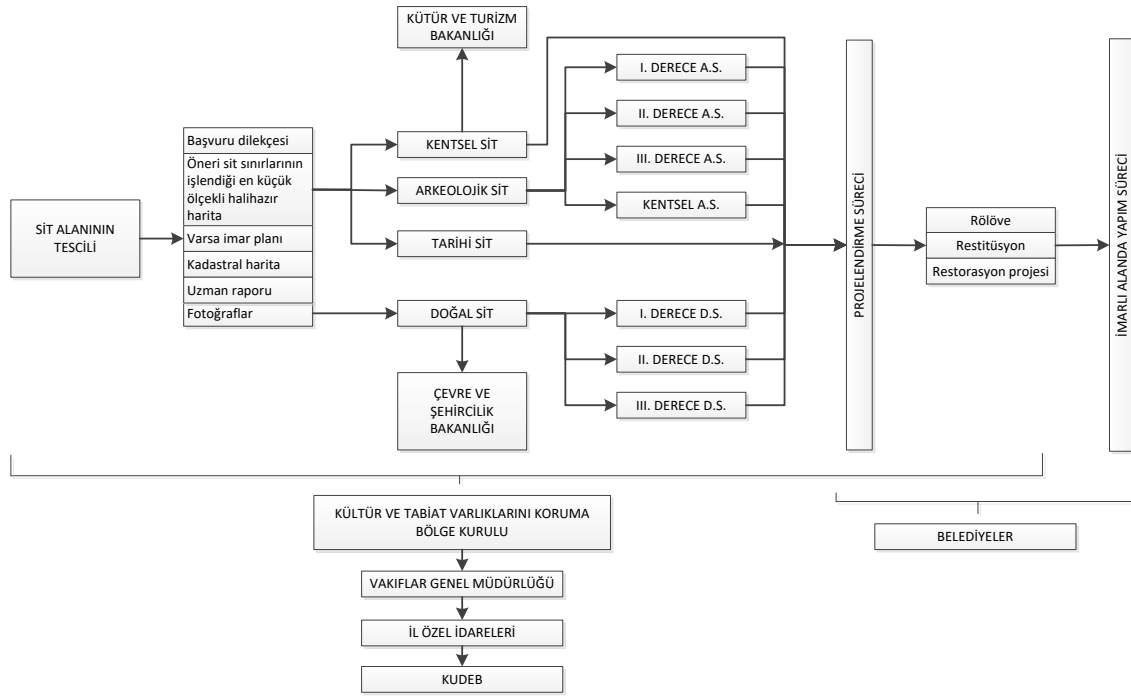 KÜTÜR VE TURİZM
BAKANLIĞI
I. DERECE A.S.
II. DERECE A.S.
III. DERECE A.S.
KENTSEL A.S.
KENTSEL SİT
ARKEOLOJİK SİT
TARİHİ SİT
Başvuru dilekçesi
Öneri sit sınırlarının
işlendiği en küçük
ölçekli halihazır
harita
Varsa imar planı
Kadastral harita
Uzman raporu
Fotoğraflar
SİT ALANININ
TESCİLİ
DOĞAL SİT
I. DERECE D.S.
II. DERECE D.S.
III. DERECE D.S.
ÇEVRE VE
ŞEHİRCİLİK
BAKANLIĞI
PROJELENDİRME SÜRECİ
Rölöve
Restitüsyon
Restorasyon projesi
İMARLI ALANDA YAPIM SÜRECİ
KÜLTÜR VE TABİAT VARLIKLARINI KORUMA
BÖLGE KURULU
BELEDİYELER
VAKIFLAR GENEL MÜDÜRLÜĞÜ
İL ÖZEL İDARELERİ
KUDEB